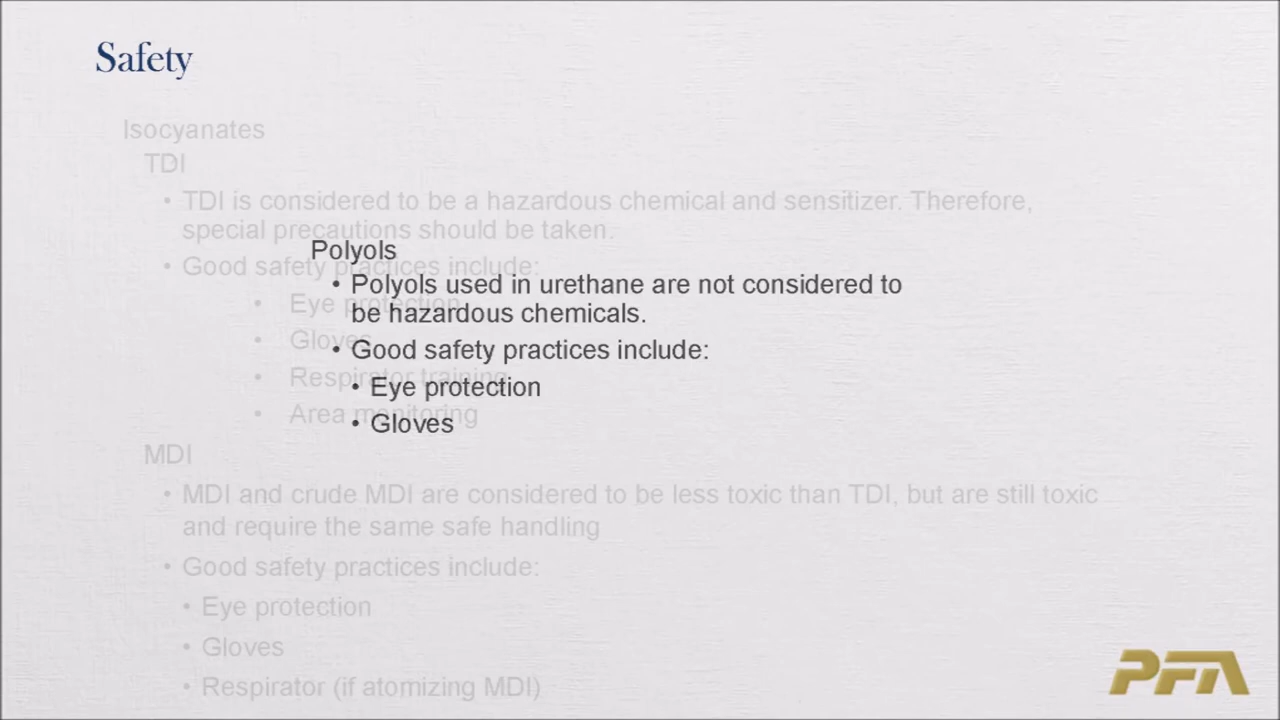 Safety
Isocyanates
TDI
• TDI is considered to be a hazardous chemical and sensitizer. Therefore,
special precautions should be taken.
• Good safety practices include:
• Eye protection
• Gloves
• Respirator training
• Area monitoring
MDI
• MDI and crude MDI are considered to be less toxic than TDI, but are still toxic
and require the same safe handling
• Good safety practices include:
• Eye protection
• Gloves
• Respirator (if atomizing MDI)
Polyols
• Polyols used in urethane are not considered to
be hazardous chemicals.
• Good safety practices include:
• Eye protection
• Gloves
PFA